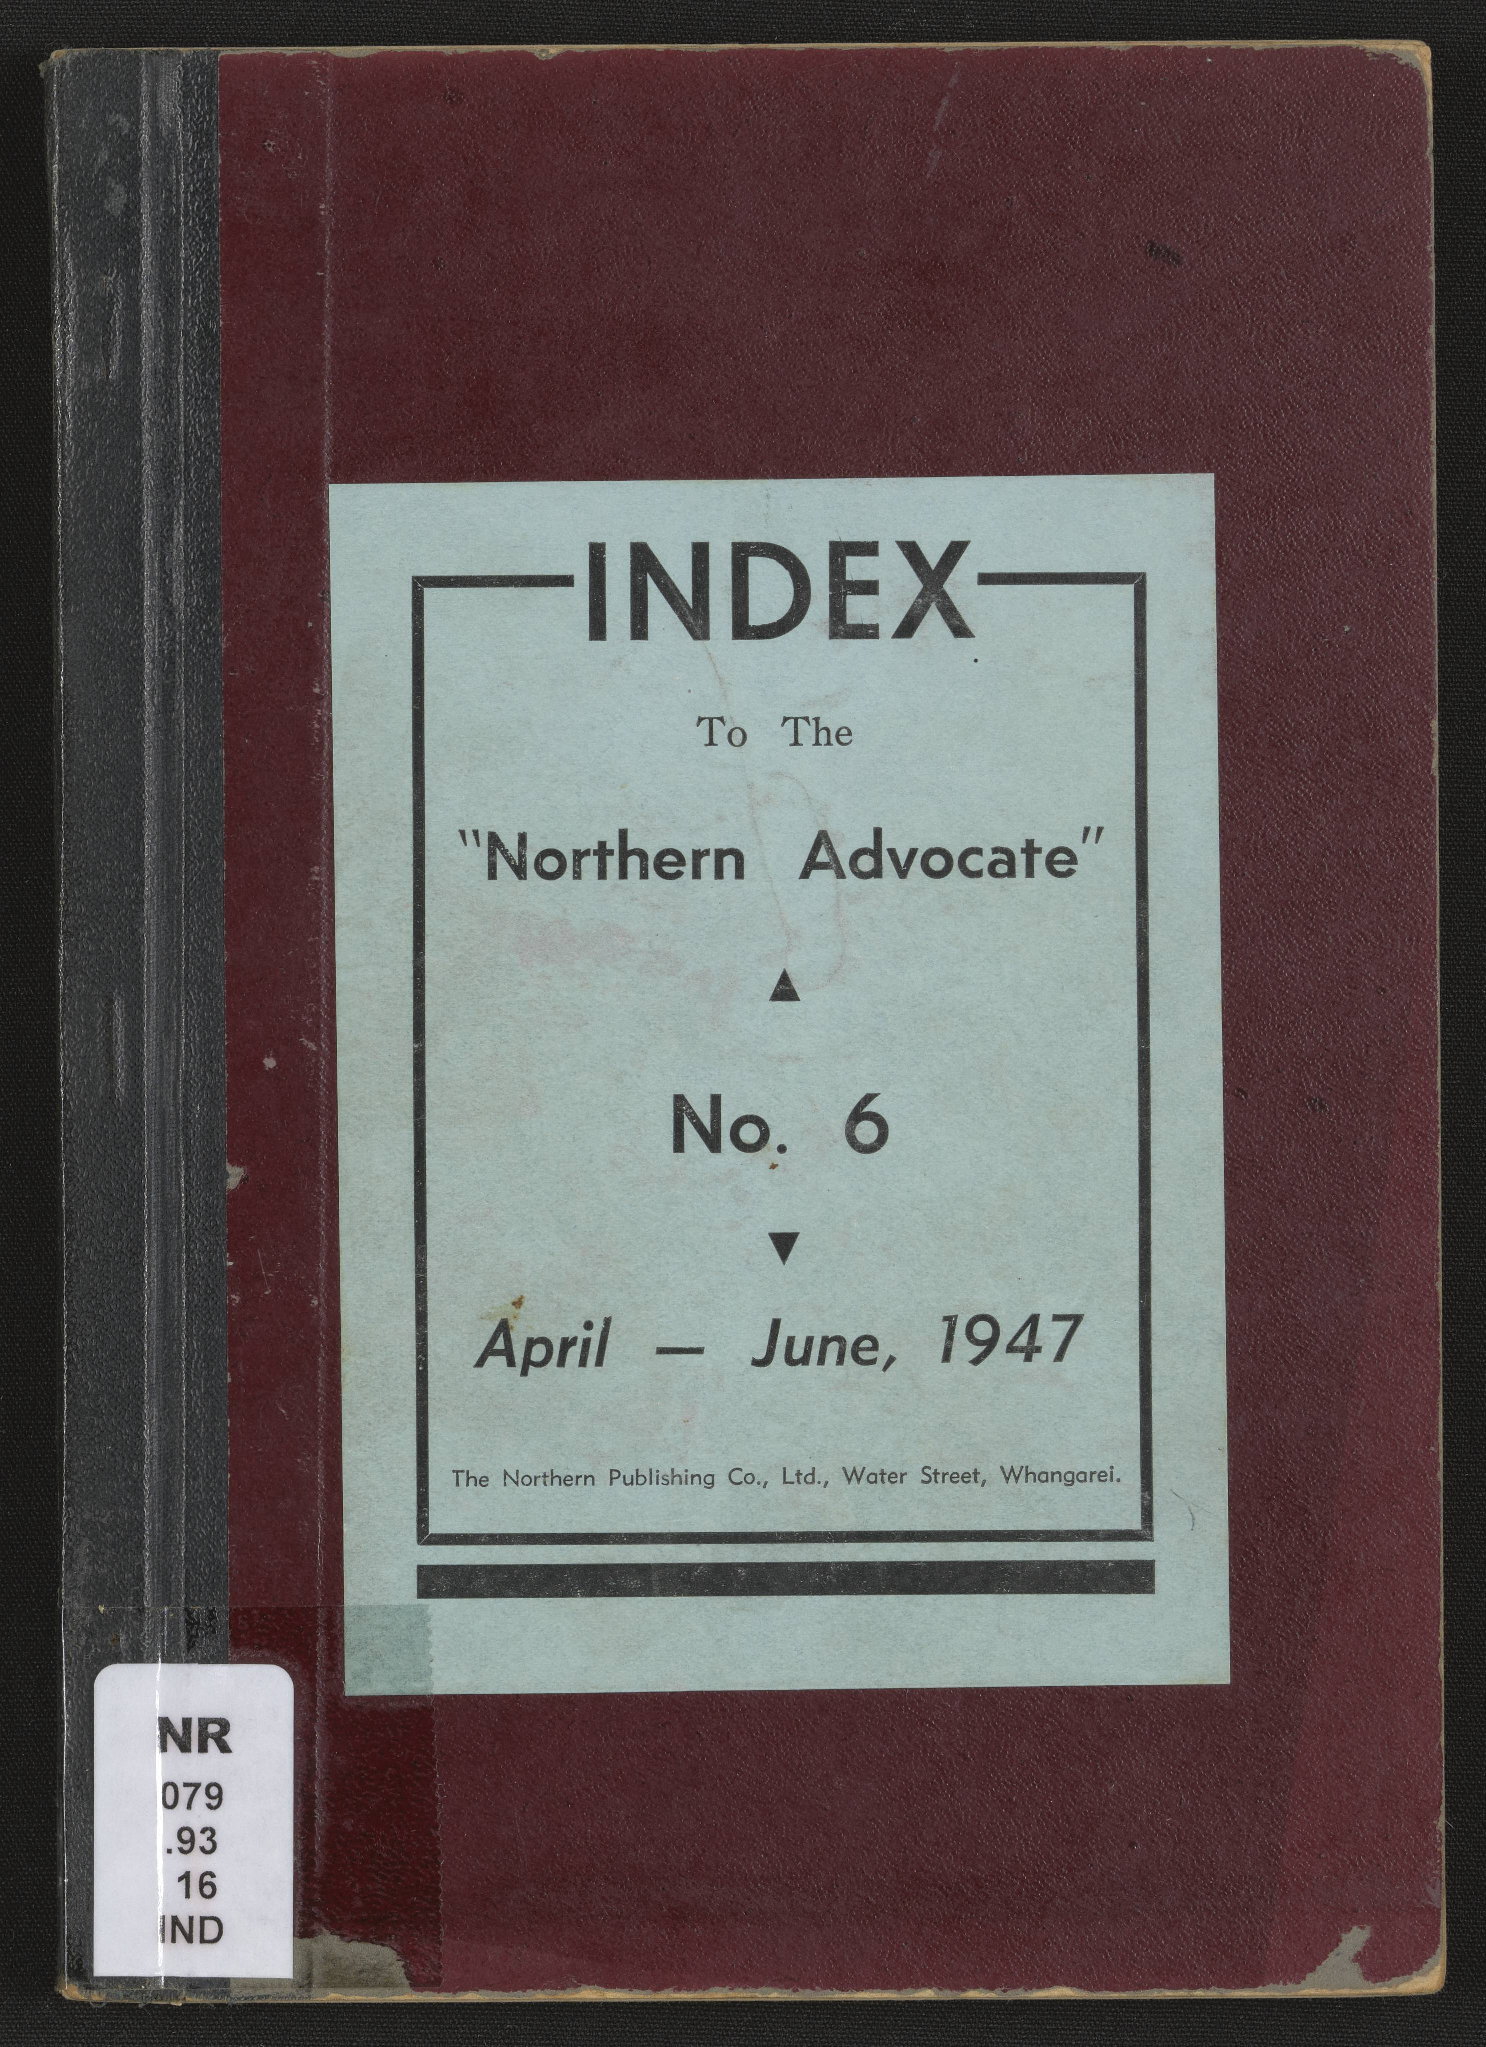 INDEX
To The
"Northern Advocate"
No. 6
April — June, 1947
The Northern Publishing Co., Ltd., Water Street, Whangarei.
NR
079
.93
16
IND